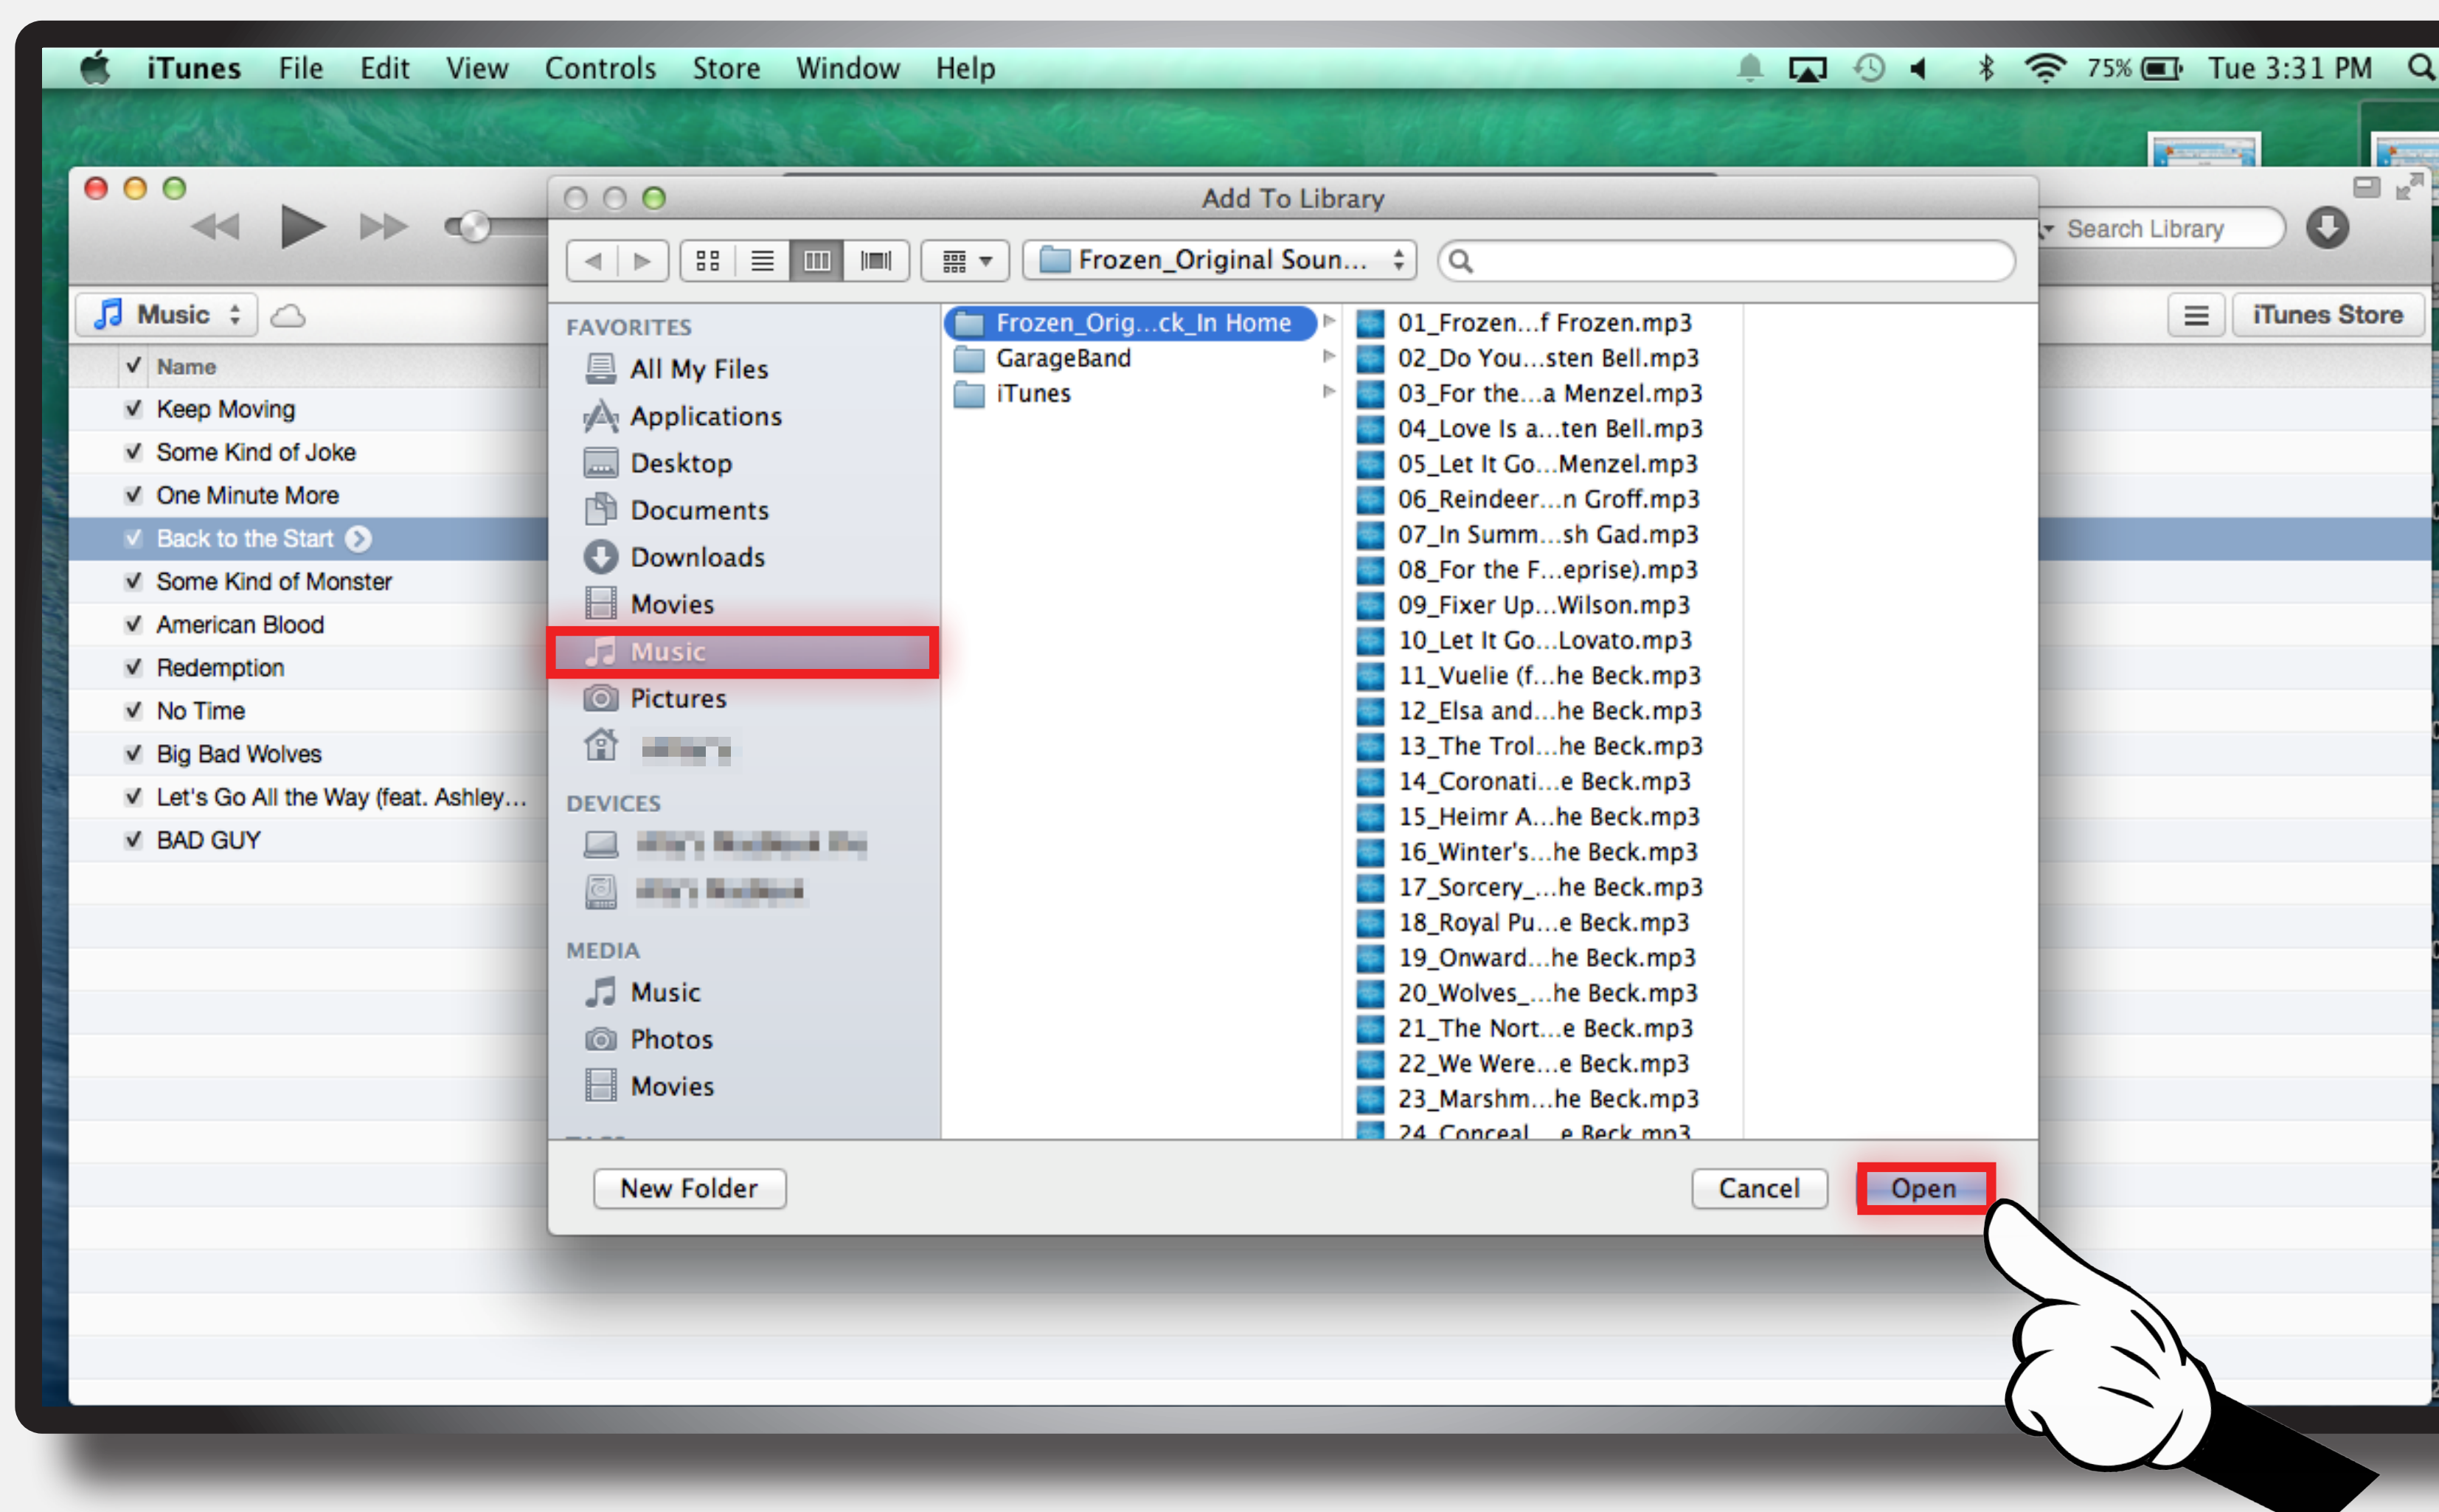 iTunes File Edit View Controls Store Window Help 75% Tue 3:31 PM
Add To Library
Search Library
Frozen_Original Soun...
Music
iTunes Store
Name
Keep Moving
Some Kind of Joke
One Minute More
Back to the Start
Some Kind of Monster
American Blood
Redemption
No Time
Big Bad Wolves
Let's Go All the Way (feat. Ashley...
BAD GUY
FAVORITES
All My Files
Applications
Desktop
Documents
Downloads
Movies
Music
Pictures
DEVICES
MEDIA
Music
Photos
Movies
Frozen_Orig...ck_In Home
GarageBand
iTunes
01_Frozen...f Frozen.mp3
02_Do You...sten Bell.mp3
03_For the...a Menzel.mp3
04_Love Is a...ten Bell.mp3
05_Let It Go...Menzel.mp3
06_Reindeer...n Groff.mp3
07_In Summ...sh Gad.mp3
08_For the F...eprise).mp3
09_Fixer Up...Wilson.mp3
10_Let It Go...Lovato.mp3
11_Vuelie (f...he Beck.mp3
12_Elsa and...he Beck.mp3
13_The Trol...he Beck.mp3
14_Coronati...e Beck.mp3
15_Heimr A...he Beck.mp3
16_Winter's...he Beck.mp3
17_Sorcery_...he Beck.mp3
18_Royal Pu...e Beck.mp3
19_Onward...he Beck.mp3
20_Wolves_...he Beck.mp3
21_The Nort...e Beck.mp3
22_We Were...e Beck.mp3
23_Marshm...he Beck.mp3
24_Conceal_...e Beck.mp3
New Folder
Cancel
Open